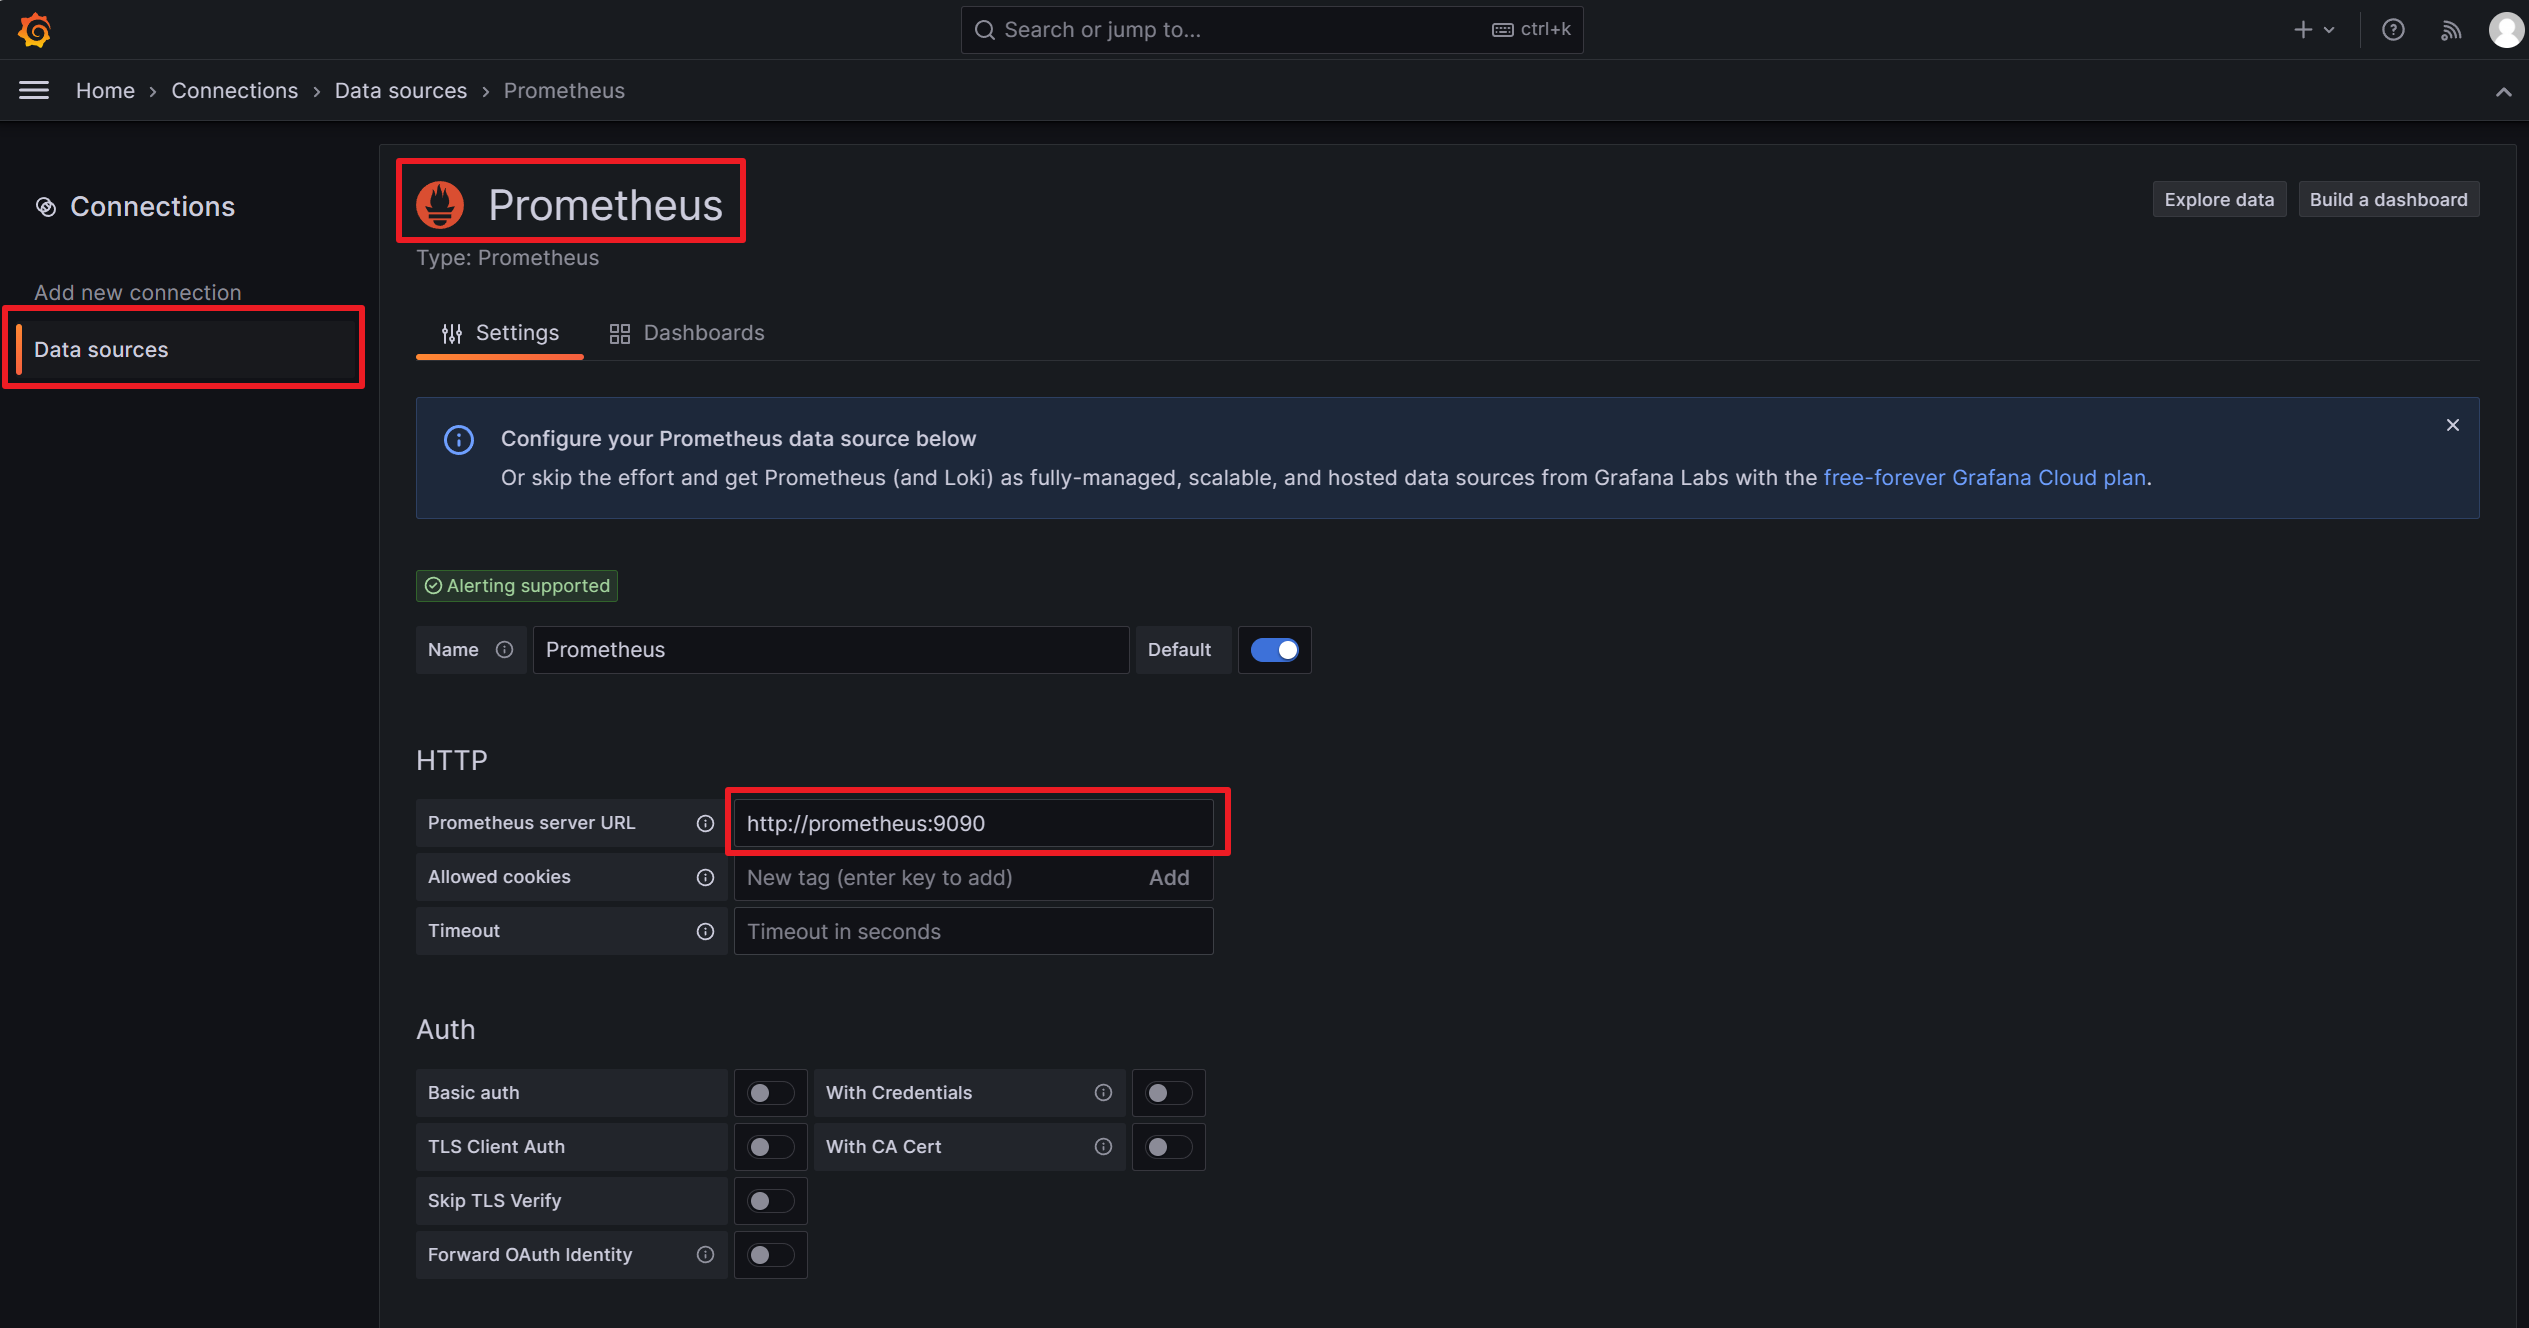 Search or jump to...
ctrl+k
Home › Connections › Data sources › Prometheus
Connections
Add new connection
Data sources
Prometheus
Type: Prometheus
Explore data
Build a dashboard
Settings
Dashboards
Configure your Prometheus data source below
Or skip the effort and get Prometheus (and Loki) as fully-managed, scalable, and hosted data sources from Grafana Labs with the free-forever Grafana Cloud plan.
Alerting supported
Name
Prometheus
Default
HTTP
Prometheus server URL
http://prometheus:9090
Allowed cookies
New tag (enter key to add)
Add
Timeout
Timeout in seconds
Auth
Basic auth
With Credentials
TLS Client Auth
With CA Cert
Skip TLS Verify
Forward OAuth Identity